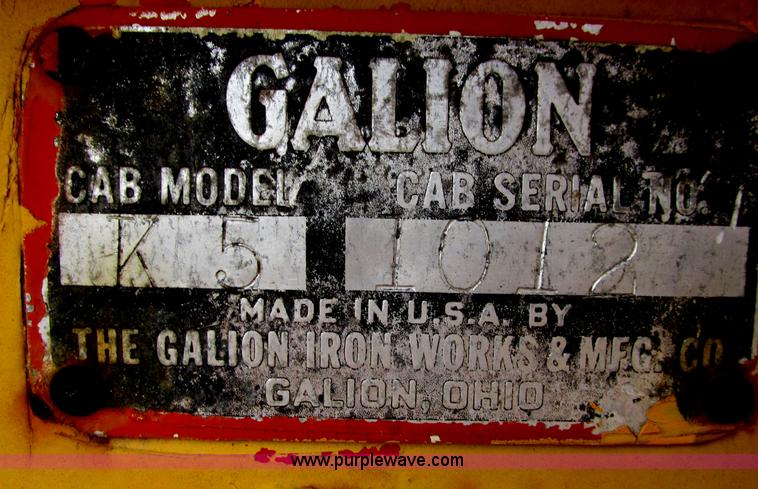 GALION
CAB MODEL CAB SERIAL NO.
K 5 1012
MADE IN U.S.A. BY
THE GALION IRON WORKS & MFG. CO
GALION, OHIO
www.purplewave.com